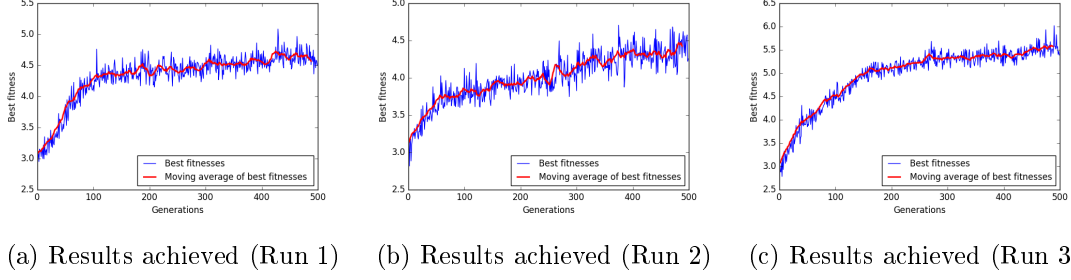 5.5
5.0
4.5
4.0
3.5
3.0
2.5
Best fitness
Best fitnesses
Moving average of best fitnesses
0 100 200 300 400 500
Generations
5.0
4.5
4.0
3.5
3.0
2.5
Best fitness
Best fitnesses
Moving average of best fitnesses
0 100 200 300 400 500
Generations
6.5
6.0
5.5
5.0
4.5
4.0
3.5
3.0
2.5
Best fitness
Best fitnesses
Moving average of best fitnesses
0 100 200 300 400 500
Generations
(a) Results achieved (Run 1)
(b) Results achieved (Run 2)
(c) Results achieved (Run 3